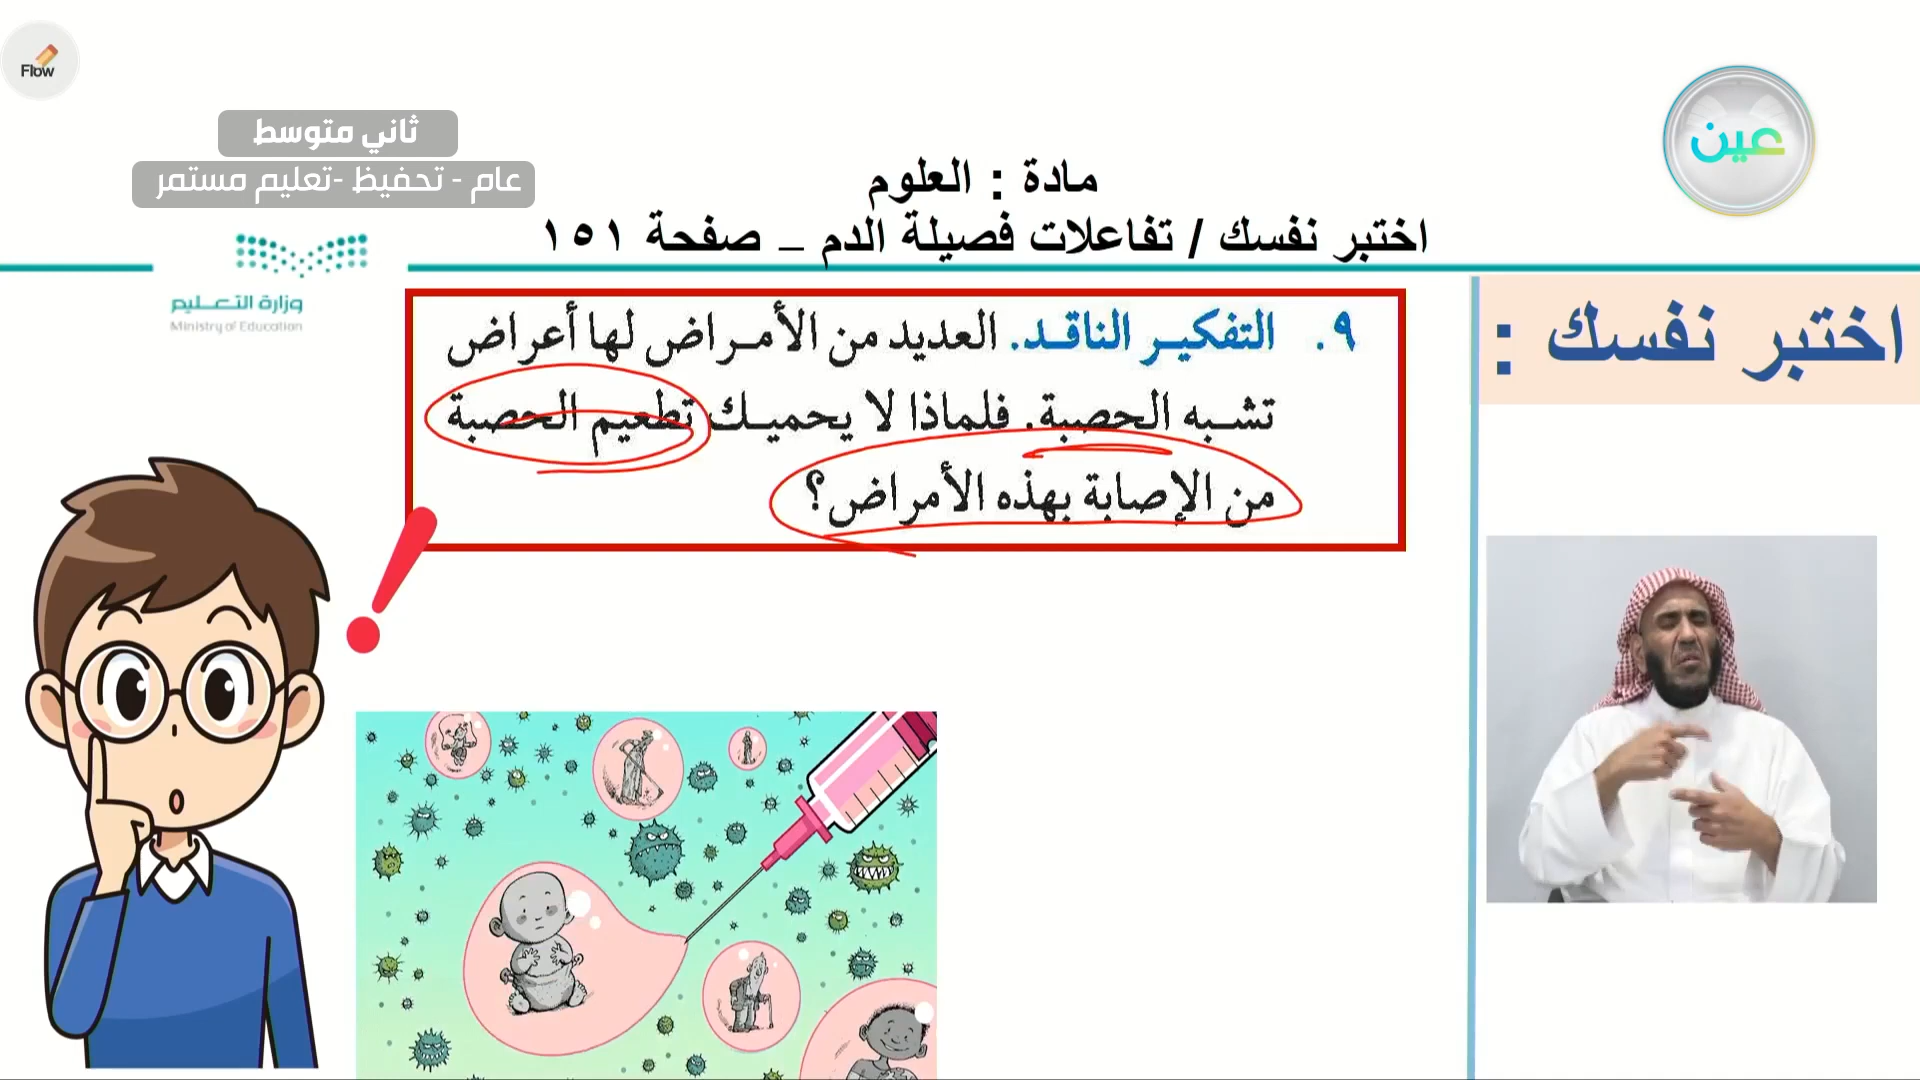 Flow
ثاني متوسط
عام - تحفيظ -تعليم مستمر
عين
مادة : العلوم
اختبر نفسك / تفاعلات فصيلة الدم – صفحة ١٥١
وزارة التعليم
Ministry of Education
اختبر نفسك :
٩. التفكير الناقد. العديد من الأمراض لها أعراض
تشبه الحصبة. فلماذا لا يحميك تطعيم الحصبة
من الإصابة بهذه الأمراض؟